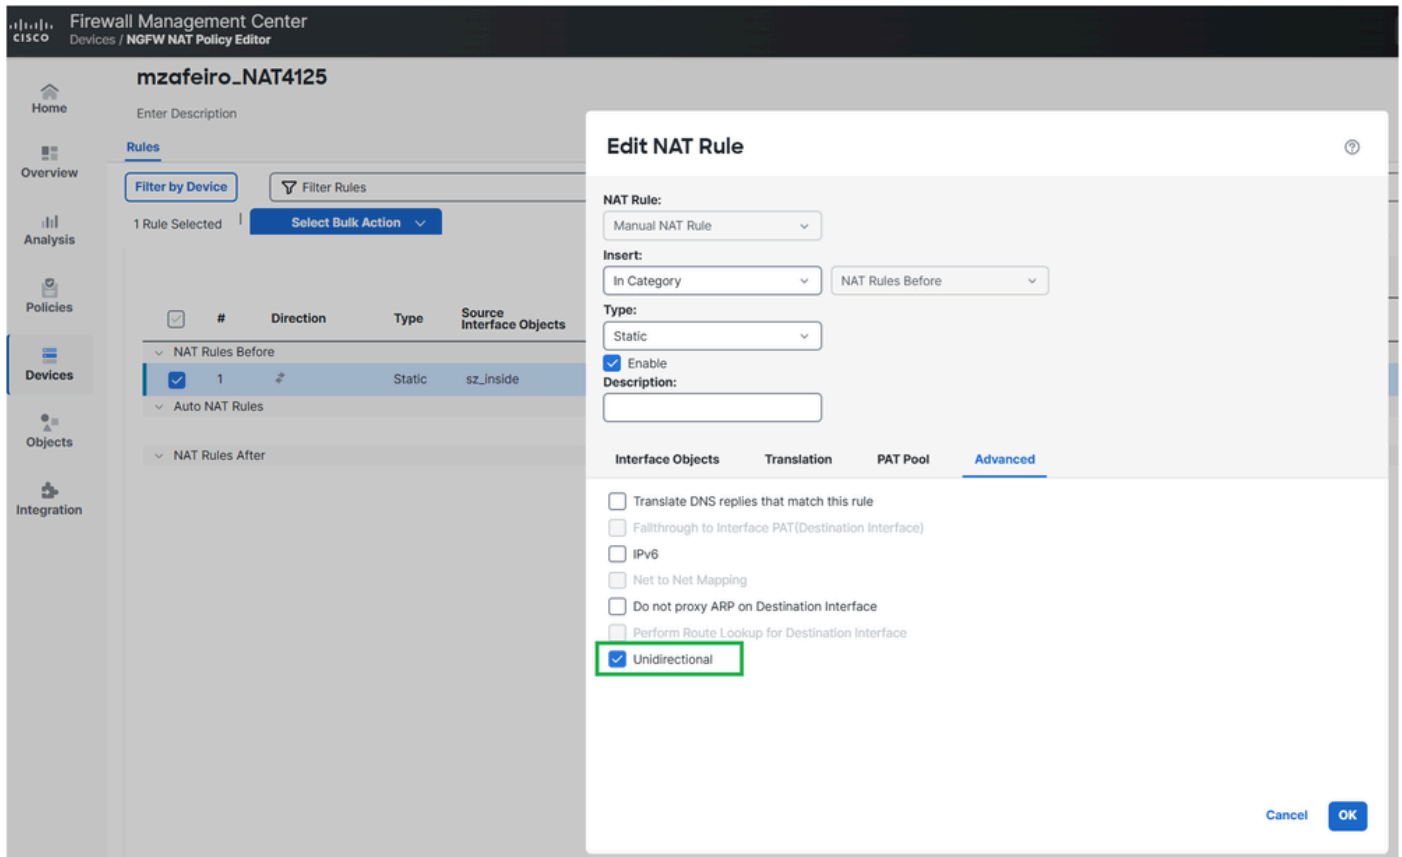 Firewall Management Center
CISCO
Devices / NGFW NAT Policy Editor
mzafeiro_NAT4125
Enter Description
Home
Overview
Analysis
Policies
Devices
Objects
Integration
Rules
Filter by Device
Filter Rules
1 Rule Selected
Select Bulk Action
# Direction Type Source Interface Objects
NAT Rules Before
1 Static sz_inside
Auto NAT Rules
NAT Rules After
Edit NAT Rule
NAT Rule:
Manual NAT Rule
Insert:
In Category NAT Rules Before
Type:
Static
Enable
Description:
Interface Objects Translation PAT Pool Advanced
Translate DNS replies that match this rule
Fallthrough to Interface PAT(Destination Interface)
IPv6
Net to Net Mapping
Do not proxy ARP on Destination Interface
Perform Route Lookup for Destination Interface
Unidirectional
Cancel OK